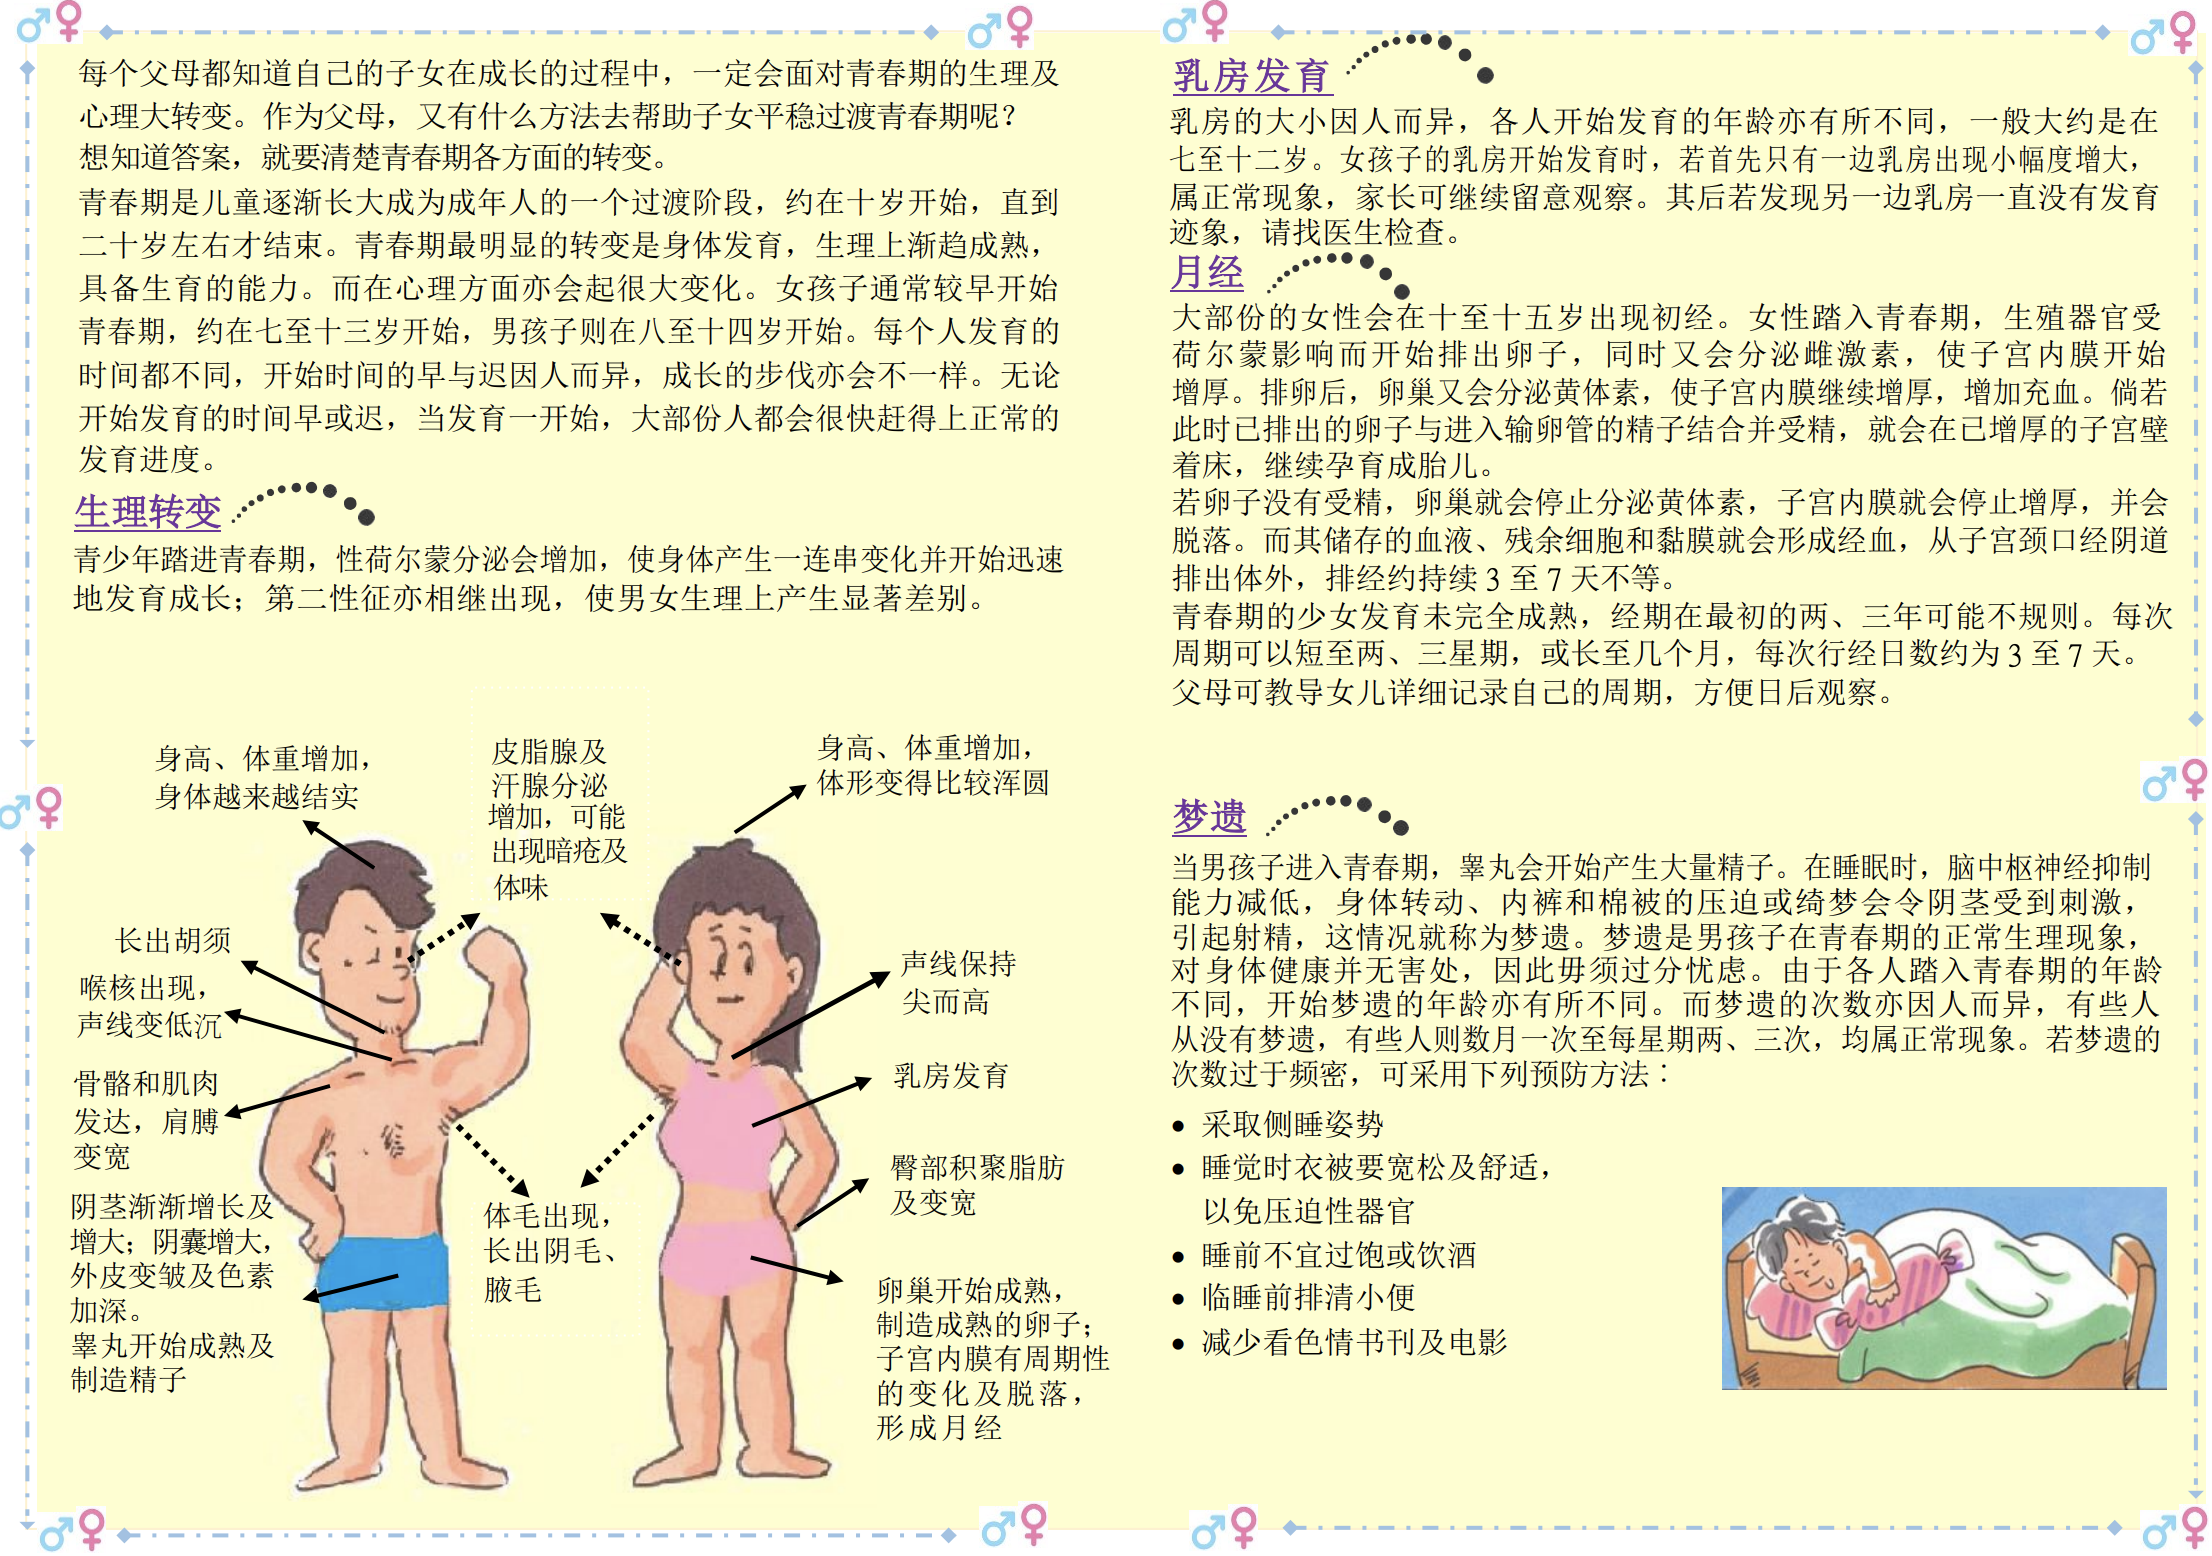 每个父母都知道自己的子女在成长的过程中，一定会面对青春期的生理及
心理大转变。作为父母，又有什么方法去帮助子女平稳过渡青春期呢？
想知道答案，就要清楚青春期各方面的转变。
青春期是儿童逐渐长大成为成年人的一个过渡阶段，约在十岁开始，直到
二十岁左右才结束。青春期最明显的转变是身体发育，生理上渐趋成熟，
具备生育的能力。而在心理方面亦会起很大变化。女孩子通常较早开始
青春期，约在七至十三岁开始，男孩子则在八至十四岁开始。每个人发育的
时间都不同，开始时间的早与迟因人而异，成长的步伐亦会不一样。无论
开始发育的时间早或迟，当发育一开始，大部份人都会很快赶得上正常的
发育进度。
生理转变
青少年踏进青春期，性荷尔蒙分泌会增加，使身体产生一连串变化并开始迅速
地发育成长；第二性征亦相继出现，使男女生理上产生显著差别。
身高、体重增加，
身体越来越结实
皮脂腺及
汗腺分泌
增加，可能
出现暗疮及
体味
身高、体重增加，
体形变得比较浑圆
长出胡须
喉核出现，
声线变低沉
骨骼和肌肉
发达，肩膊
变宽
阴茎渐渐增长及
增大；阴囊增大，
外皮变皱及色素
加深。
睾丸开始成熟及
制造精子
体毛出现，
长出阴毛、
腋毛
声线保持
尖而高
乳房发育
臀部积聚脂肪
及变宽
卵巢开始成熟，
制造成熟的卵子；
子宫内膜有周期性
的变化及脱落，
形成月经
乳房发育
乳房的大小因人而异，各人开始发育的年龄亦有所不同，一般大约是在
七至十二岁。女孩子的乳房开始发育时，若首先只有一边乳房出现小幅度增大，
属正常现象，家长可继续留意观察。其后若发现另一边乳房一直没有发育
迹象，请找医生检查。
月经
大部份的女性会在十至十五岁出现初经。女性踏入青春期，生殖器官受
荷尔蒙影响而开始排出卵子，同时又会分泌雌激素，使子宫内膜开始
增厚。排卵后，卵巢又会分泌黄体素，使子宫内膜继续增厚，增加充血。倘若
此时已排出的卵子与进入输卵管的精子结合并受精，就会在已增厚的子宫壁
着床，继续孕育成胎儿。
若卵子没有受精，卵巢就会停止分泌黄体素，子宫内膜就会停止增厚，并会
脱落。而其储存的血液、残余细胞和黏膜就会形成经血，从子宫颈口经阴道
排出体外，排经约持续 3 至 7 天不等。
青春期的少女发育未完全成熟，经期在最初的两、三年可能不规则。每次
周期可以短至两、三星期，或长至几个月，每次行经日数约为 3 至 7 天。
父母可教导女儿详细记录自己的周期，方便日后观察。
梦遗
当男孩子进入青春期，睾丸会开始产生大量精子。在睡眠时，脑中枢神经抑制
能力减低，身体转动、内裤和棉被的压迫或绮梦会令阴茎受到刺激，
引起射精，这情况就称为梦遗。梦遗是男孩子在青春期的正常生理现象，
对身体健康并无害处，因此毋须过分忧虑。由于各人踏入青春期的年龄
不同，开始梦遗的年龄亦有所不同。而梦遗的次数亦因人而异，有些人
从没有梦遗，有些人则数月一次至每星期两、三次，均属正常现象。若梦遗的
次数过于频密，可采用下列预防方法：
● 采取侧睡姿势
● 睡觉时衣被要宽松及舒适，
以免压迫性器官
● 睡前不宜过饱或饮酒
● 临睡前排清小便
● 减少看色情书刊及电影